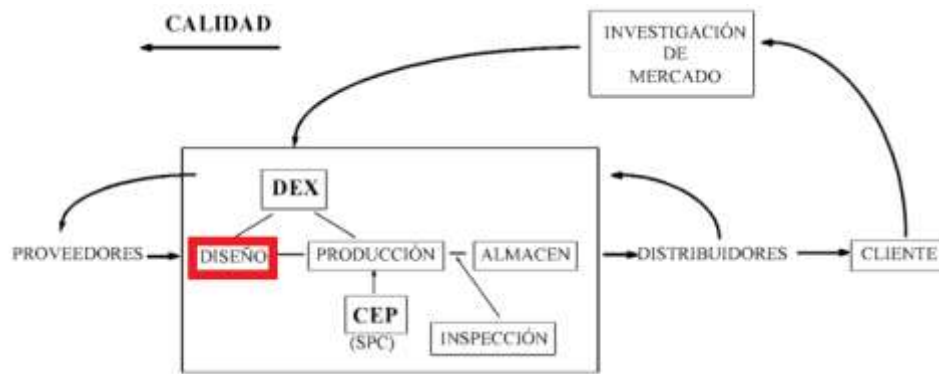 CALIDAD
INVESTIGACIÓN
DE
MERCADO
DEX
PROVEEDORES
DISEÑO
PRODUCCIÓN
ALMACEN
DISTRIBUIDORES
CLIENTE
CEP
(SPC)
INSPECCIÓN